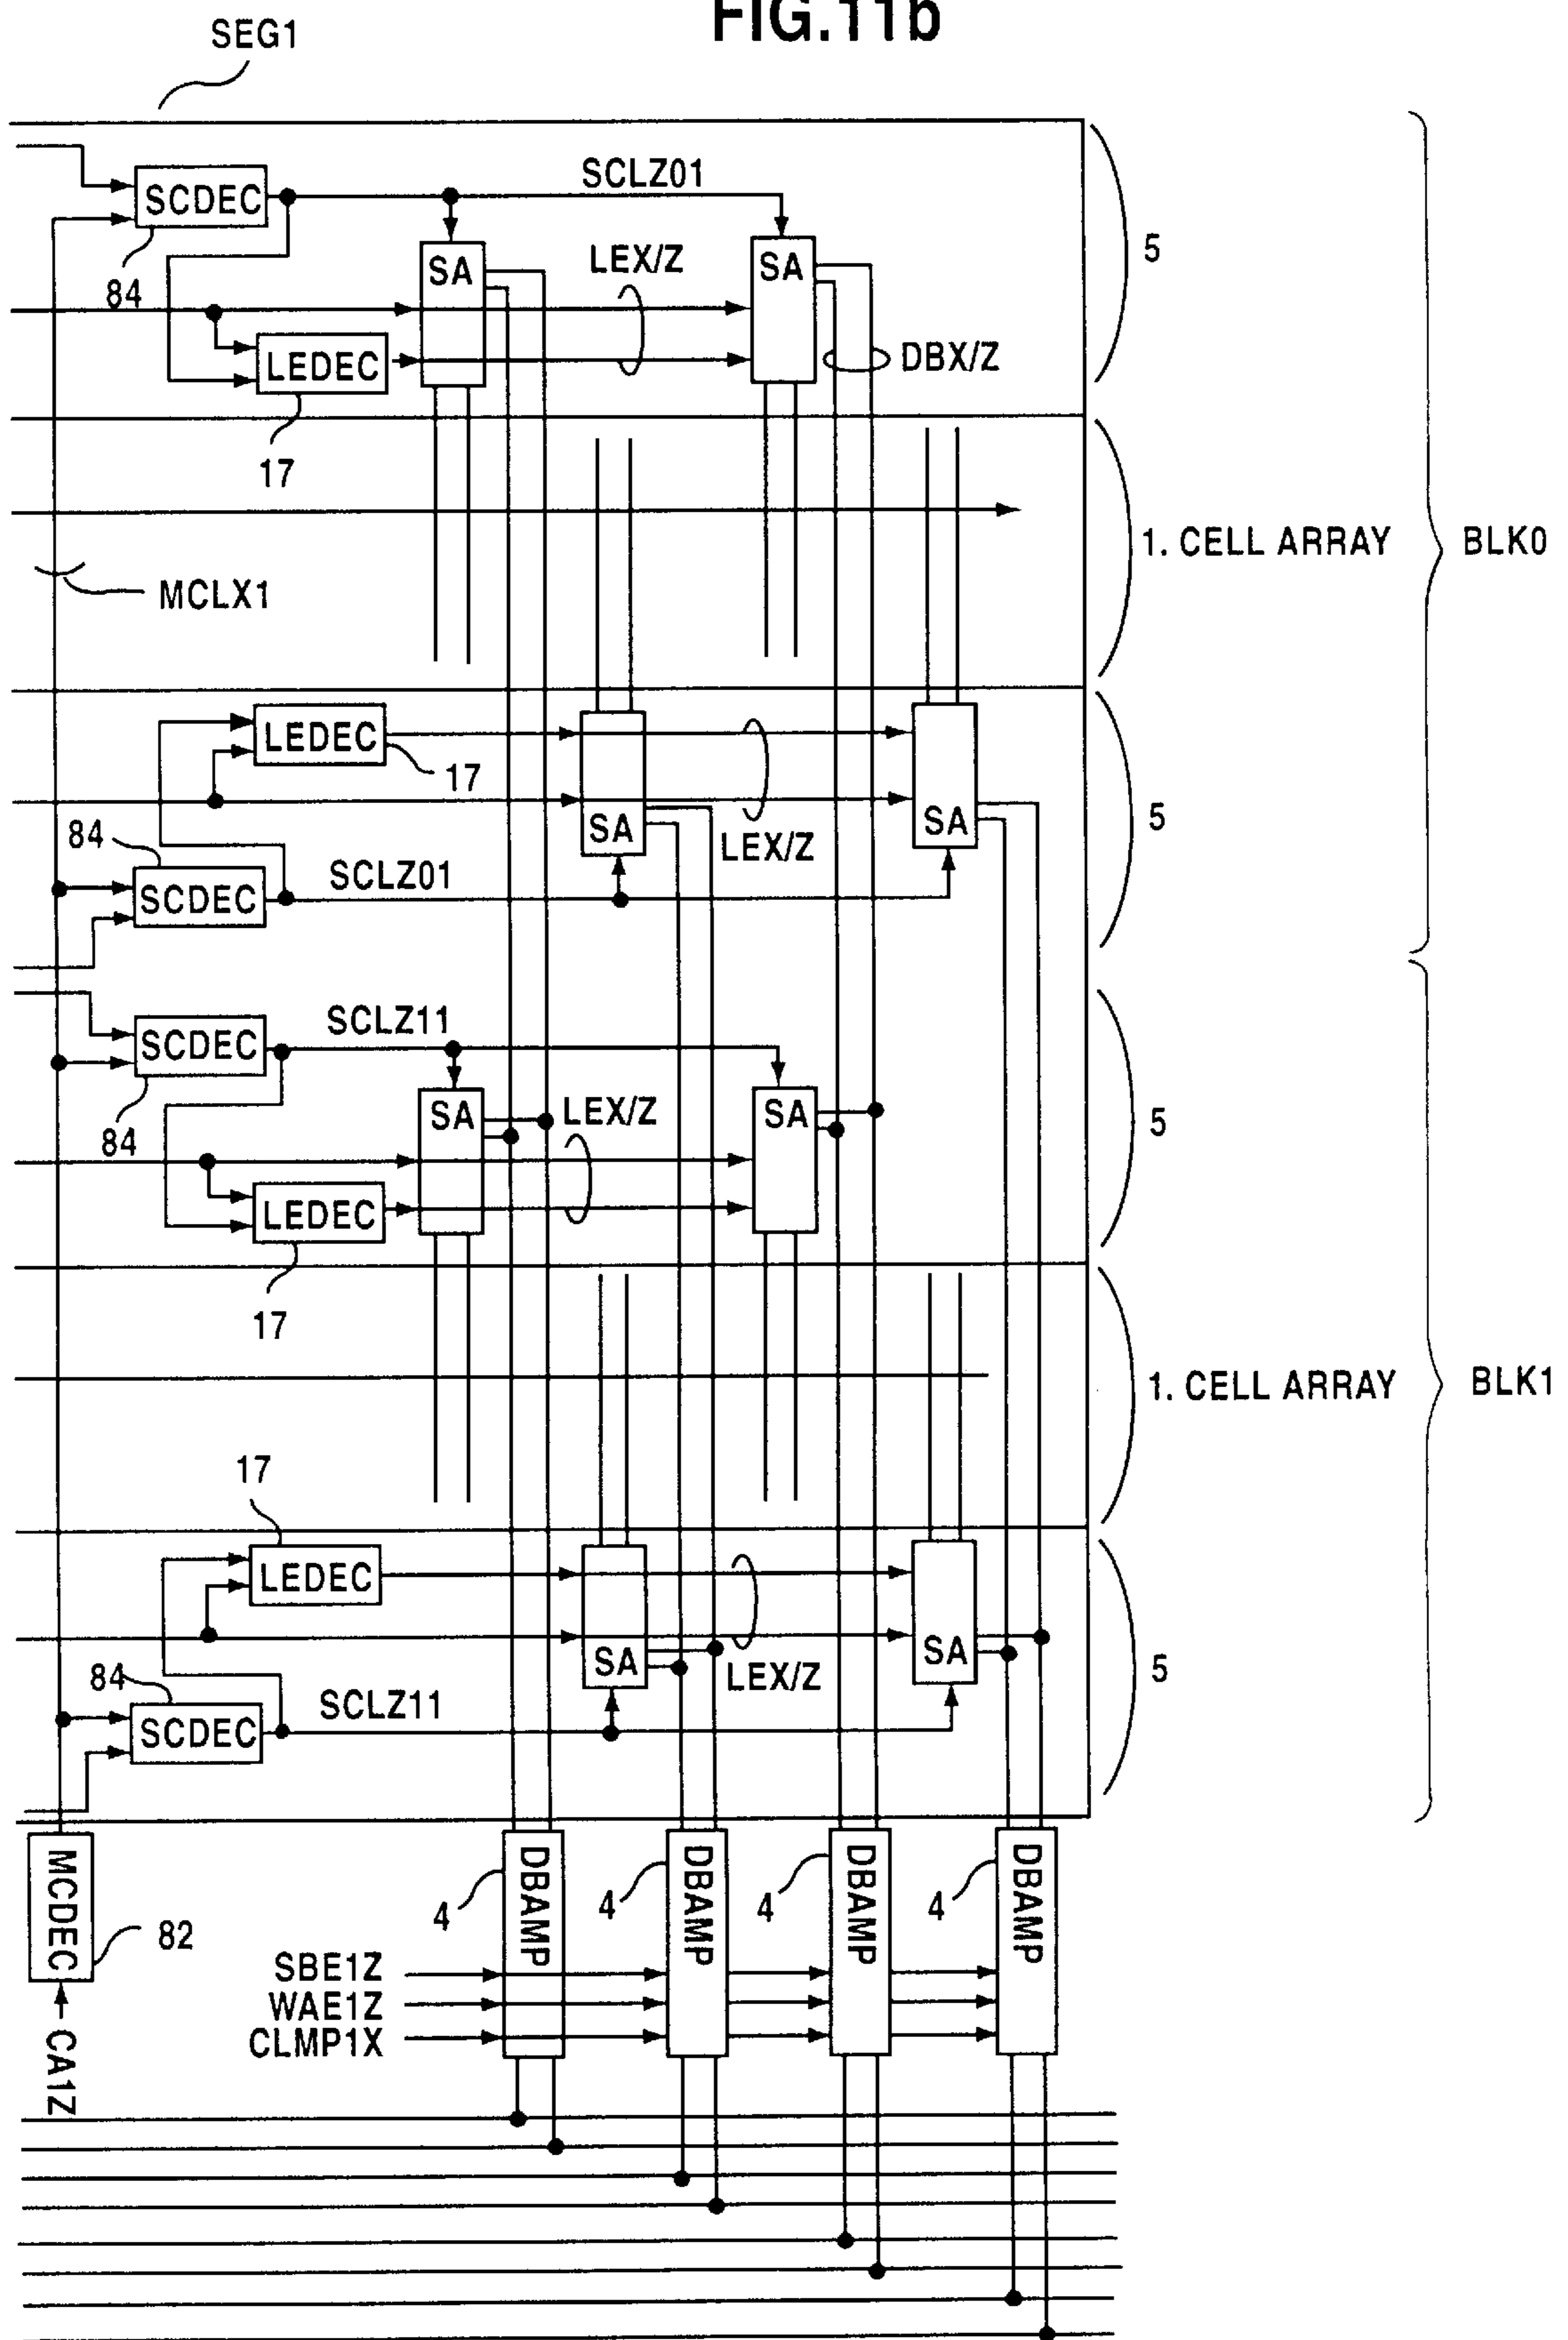 FIG.11b
SEG1
SCDEC
SCLZ01
84
SA
LEX/Z
SA
5
LEDEC
DBX/Z
17
1. CELL ARRAY
BLK0
MCLX1
LEDEC
17
5
84
SA
LEX/Z
SA
SCDEC
SCLZ01
SCDEC
SCLZ11
84
SA
LEX/Z
SA
5
LEDEC
17
1. CELL ARRAY
BLK1
17
LEDEC
84
SA
LEX/Z
SA
5
SCDEC
SCLZ11
MCDEC
82
CA1Z
4
DBAMP
4
DBAMP
4
DBAMP
4
DBAMP
SBE1Z
WAE1Z
CLMP1X